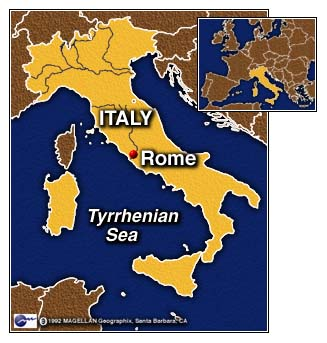 ITALY
Rome
Tyrrhenian
Sea
© 1992 MAGELLAN Geographix, Santa Barbara, CA